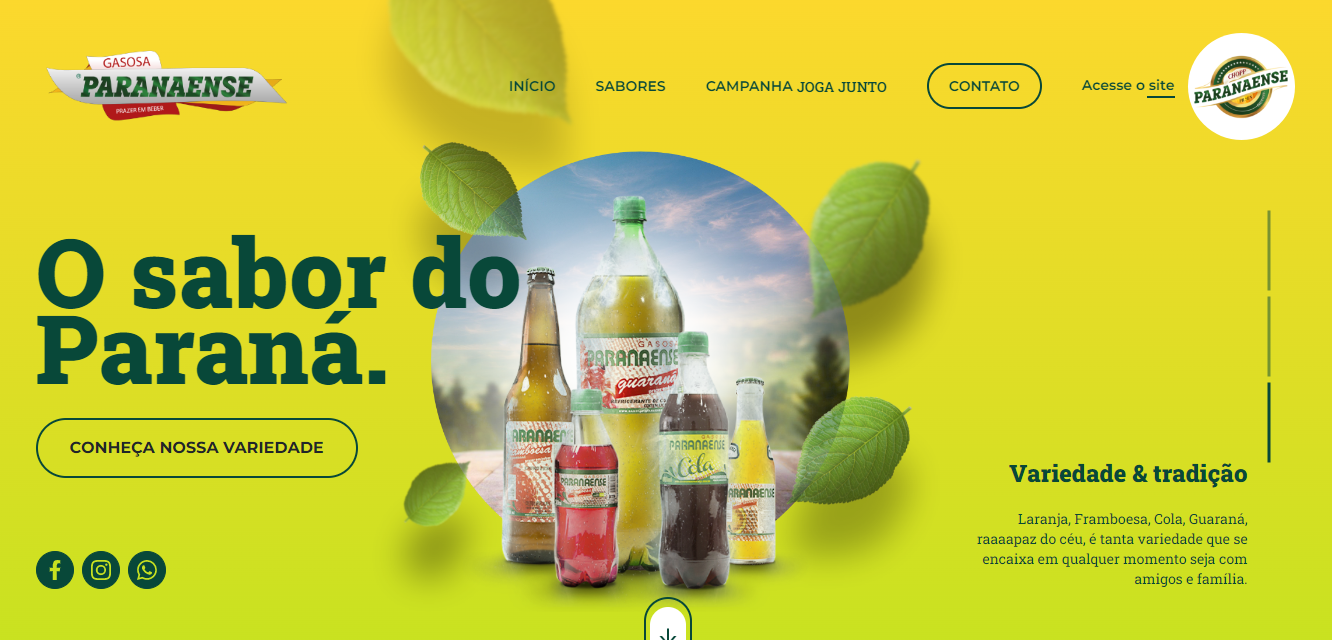 GASOSA
PARANAENSE
PRAZER EM BEBER
INÍCIO
SABORES
CAMPANHA JOGA JUNTO
CONTATO
Acesse o site
CHOPP
PARANAENSE
O sabor do
Paraná.
CONHEÇA NOSSA VARIEDADE
GASOSA
PARANAENSE
guaraná
PARANAENSE
PARANAENSE
Cola
PARANAENSE
Variedade & tradição
Laranja, Framboesa, Cola, Guaraná,
raaaapaz do céu, é tanta variedade que se
encaixa em qualquer momento seja com
amigos e família.